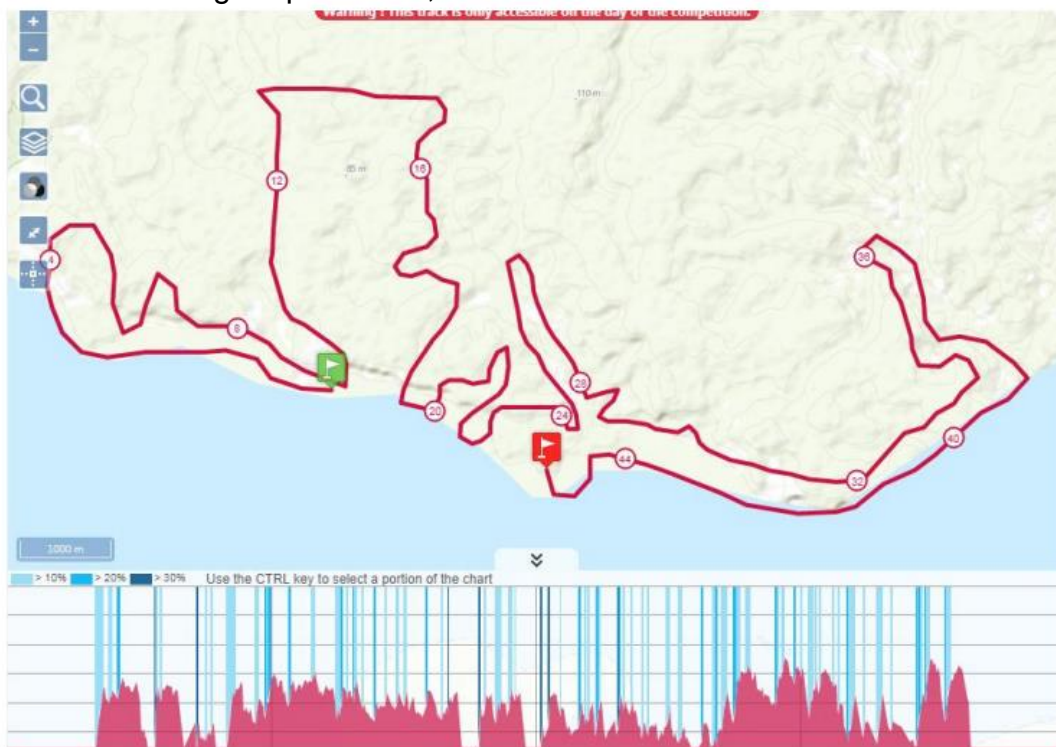 Warning ! This track is only accessible on the day of the competition.
+
−
110 m
16
12
85 m
4
36
8
28
20
24
40
44
32
1000 m
> 10% > 20% > 30% Use the CTRL key to select a portion of the chart